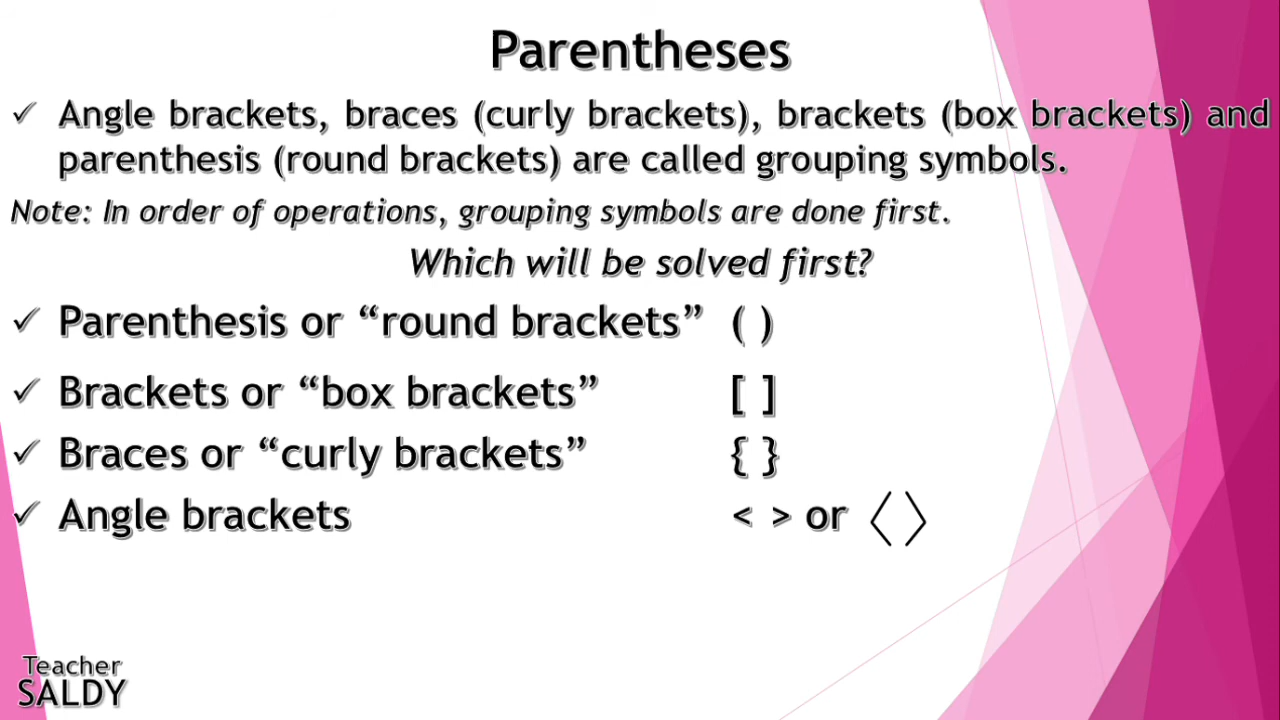 Parentheses
✓ Angle brackets, braces (curly brackets), brackets (box brackets) and
parenthesis (round brackets) are called grouping symbols.
Note: In order of operations, grouping symbols are done first.
Which will be solved first?
✓ Parenthesis or “round brackets” ( )
✓ Brackets or “box brackets” [ ]
✓ Braces or “curly brackets” { }
✓ Angle brackets < > or 〈 〉
Teacher
SALDY